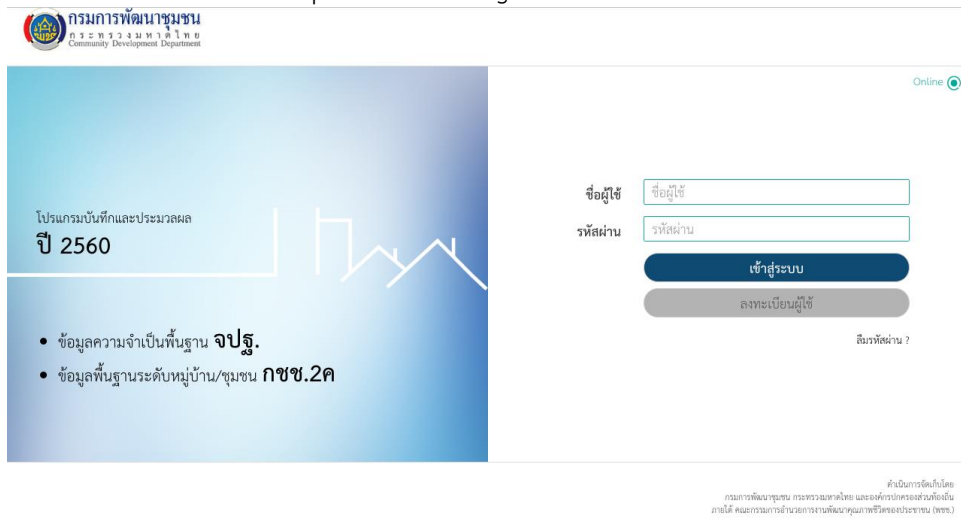 กรมการพัฒนาชุมชน
กระทรวงมหาดไทย
Community Development Department
Online
โปรแกรมบันทึกและประมวลผล
ปี 2560
• ข้อมูลความจำเป็นพื้นฐาน จปฐ.
• ข้อมูลพื้นฐานระดับหมู่บ้าน/ชุมชน กชช.2ค
ชื่อผู้ใช้ ชื่อผู้ใช้
รหัสผ่าน รหัสผ่าน
เข้าสู่ระบบ
ลงทะเบียนผู้ใช้
ลืมรหัสผ่าน ?
ดำเนินการจัดเก็บโดย
กรมการพัฒนาชุมชน กระทรวงมหาดไทย และองค์กรปกครองส่วนท้องถิ่น
ภายใต้ คณะกรรมการอำนวยการงานพัฒนาคุณภาพชีวิตของประชาชน (พชช.)